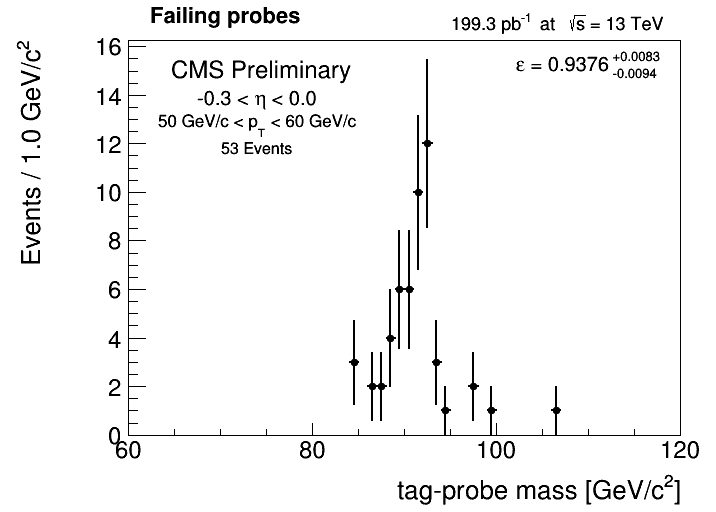 Failing probes
199.3 pb⁻¹ at √s = 13 TeV
CMS Preliminary
-0.3 < η < 0.0
50 GeV/c < p_T < 60 GeV/c
53 Events
ε = 0.9376 +0.0083 -0.0094
Events / 1.0 GeV/c²
16
14
12
10
8
6
4
2
0
60 80 100 120
tag-probe mass [GeV/c²]